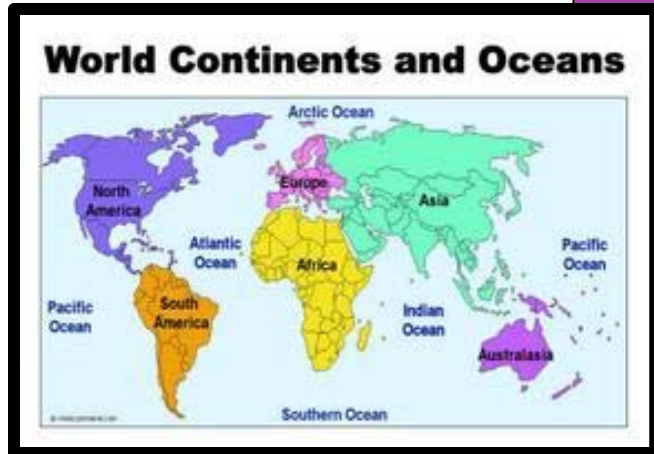 World Continents and Oceans
Arctic Ocean
North
America
Europe
Asia
Atlantic
Ocean
Africa
Pacific
Ocean
Pacific
Ocean
South
America
Indian
Ocean
Australasia
Southern Ocean